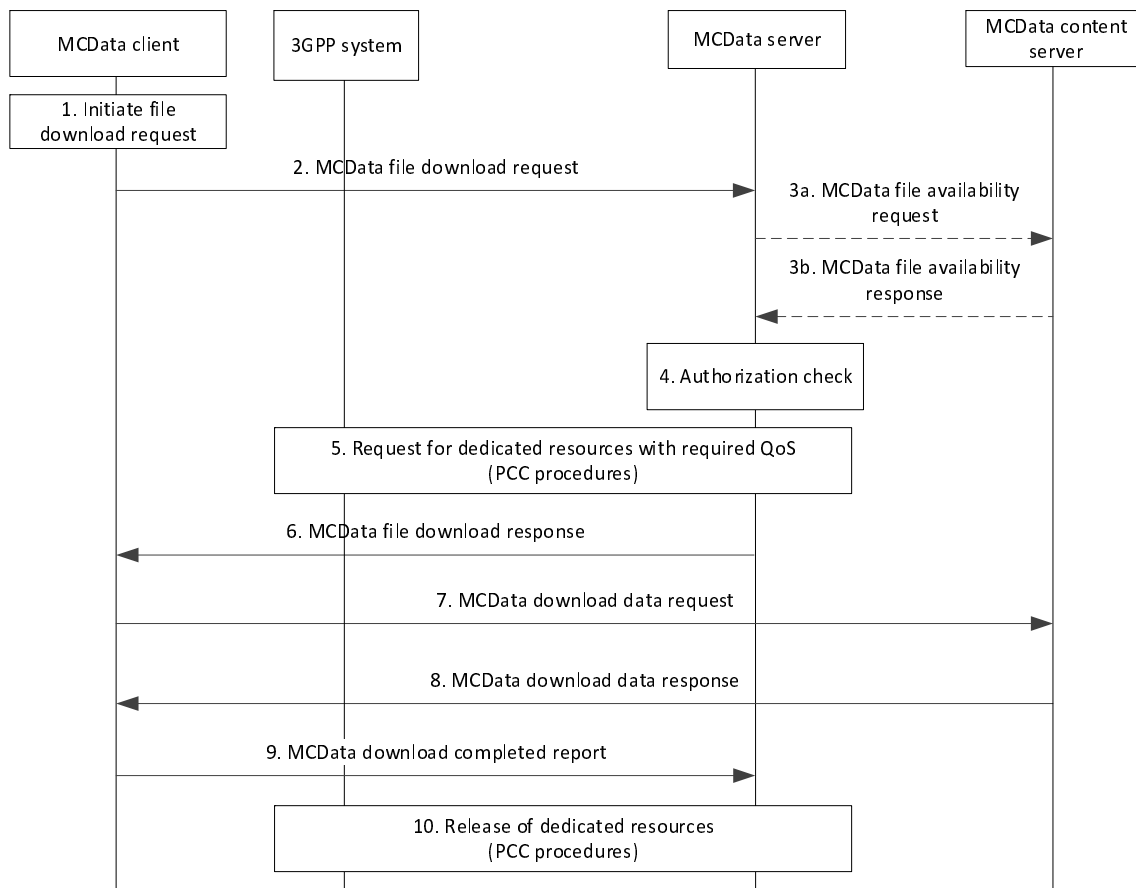 MCData client
3GPP system
MCData server
MCData content
server
1. Initiate file
download request
2. MCData file download request
3a. MCData file availability
request
3b. MCData file availability
response
4. Authorization check
5. Request for dedicated resources with required QoS
(PCC procedures)
6. MCData file download response
7. MCData download data request
8. MCData download data response
9. MCData download completed report
10. Release of dedicated resources
(PCC procedures)